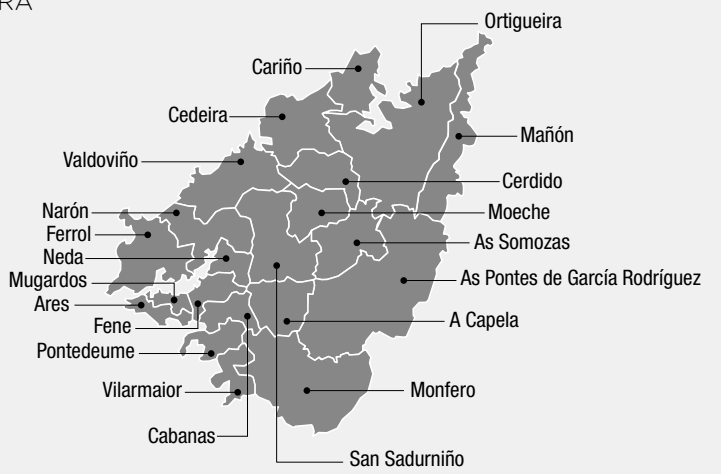 RA
Ortigueira
Cariño
Cedeira
Mañón
Valdoviño
Cerdido
Narón
Moeche
Ferrol
As Somozas
Neda
Mugardos
As Pontes de García Rodríguez
Ares
A Capela
Fene
Pontedeume
Vilarmaior
Monfero
Cabanas
San Sadurniño